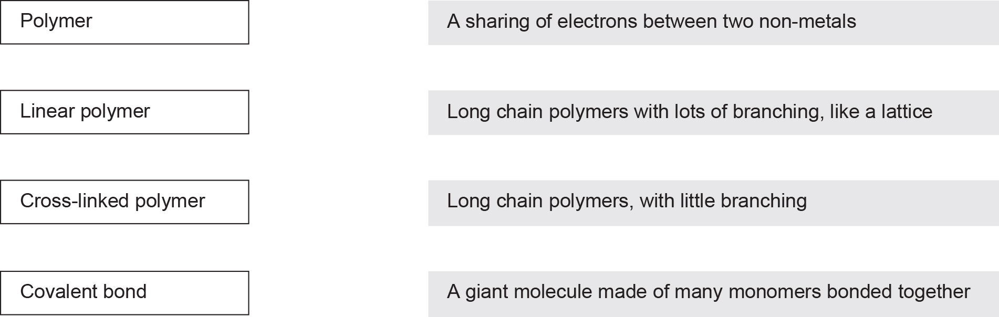 Polymer
A sharing of electrons between two non-metals
Linear polymer
Long chain polymers with lots of branching, like a lattice
Cross-linked polymer
Long chain polymers, with little branching
Covalent bond
A giant molecule made of many monomers bonded together